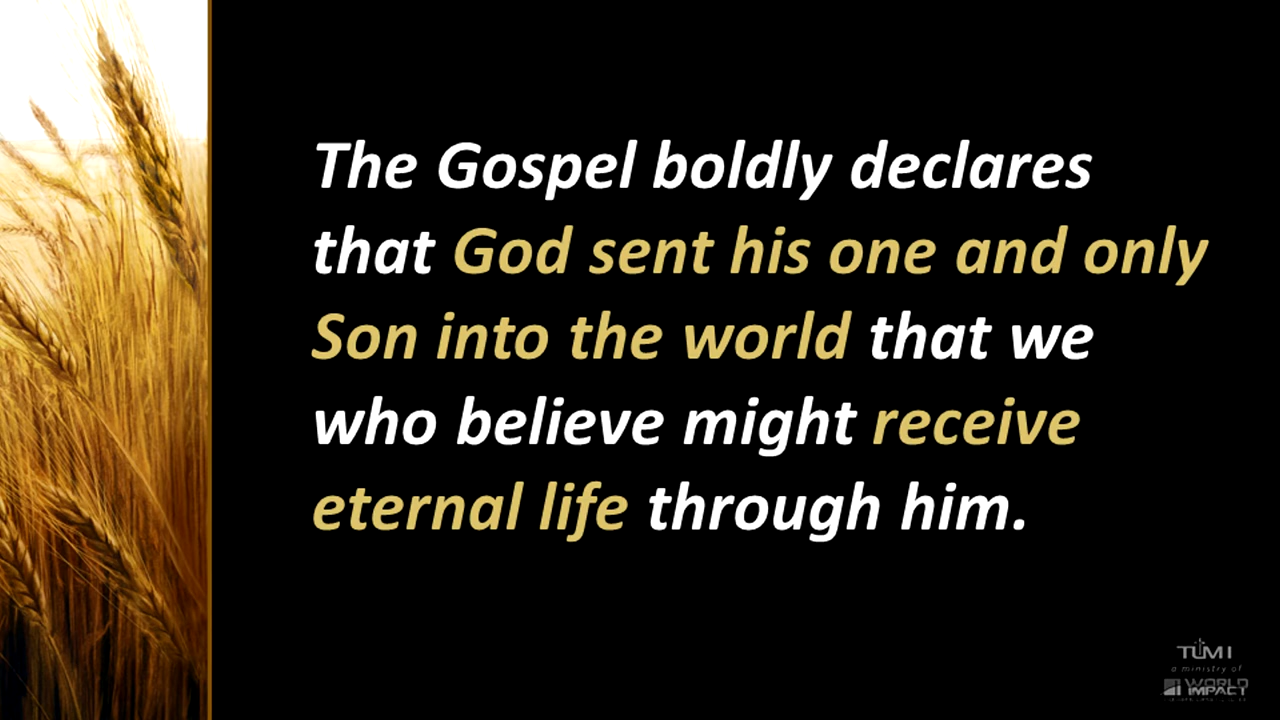 The Gospel boldly declares
that God sent his one and only
Son into the world that we
who believe might receive
eternal life through him.
TUMI
a ministry of
WORLD
IMPACT